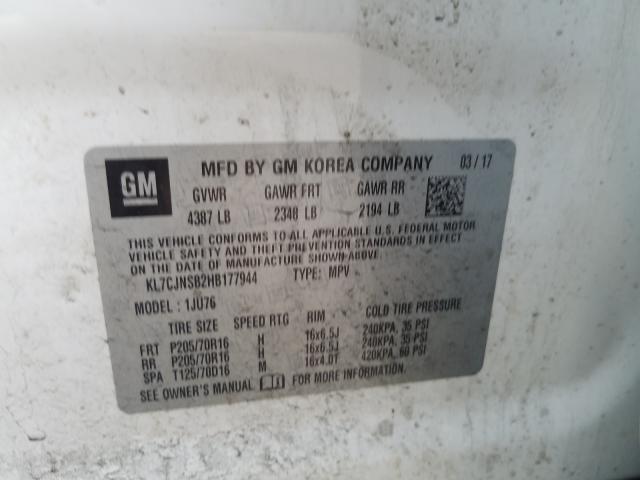 GM
MFD BY GM KOREA COMPANY 03/17
GVWR GAWR FRT GAWR RR
4387 LB 2348 LB 2194 LB
THIS VEHICLE CONFORMS TO ALL APPLICABLE U.S. FEDERAL MOTOR
VEHICLE SAFETY AND THEFT PREVENTION STANDARDS IN EFFECT
ON THE DATE OF MANUFACTURE SHOWN ABOVE.
KL7CJNSB2HB177944 TYPE: MPV
MODEL: 1JU76
TIRE SIZE SPEED RTG RIM COLD TIRE PRESSURE
FRT P205/70R16 H 16x6.5J 240KPA, 35 PSI
RR P205/70R16 H 16x6.5J 240KPA, 35 PSI
SPA T125/70D16 M 16x4.0T 420KPA, 60 PSI
SEE OWNER'S MANUAL FOR MORE INFORMATION.